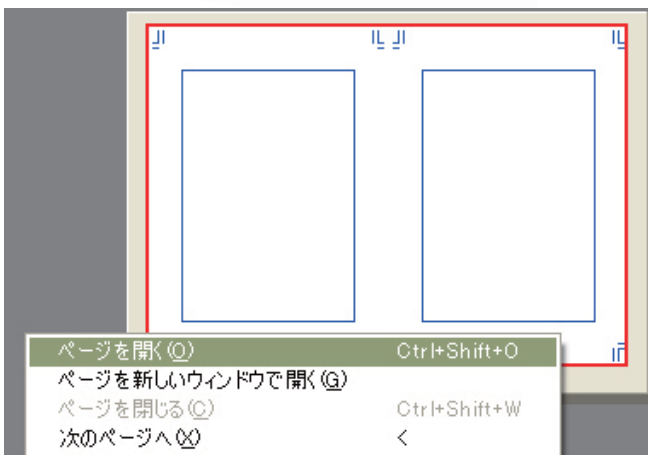 ページを開く(O) Ctrl+Shift+O
ページを新しいウィンドウで開く(G)
ページを閉じる(C) Ctrl+Shift+W
次のページへ(X) <